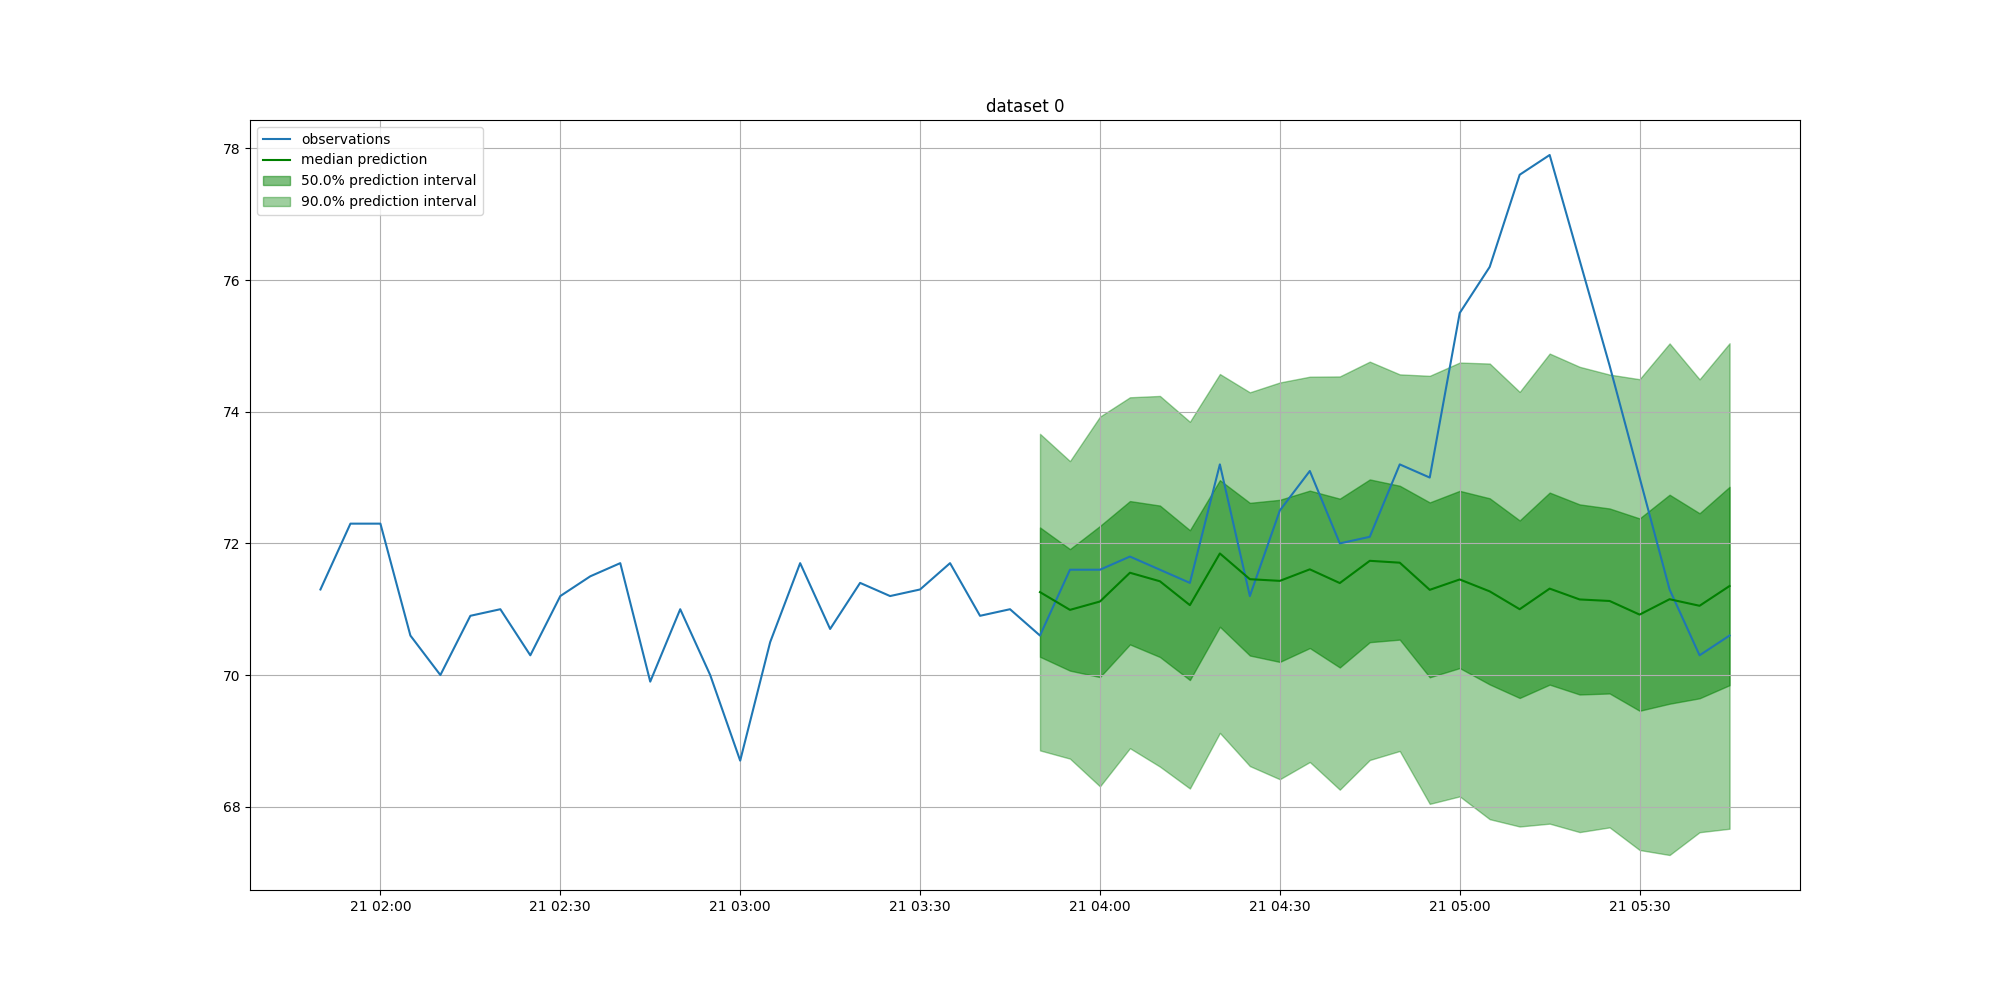 dataset 0
observations
median prediction
50.0% prediction interval
90.0% prediction interval
78
76
74
72
70
68
21 02:00
21 02:30
21 03:00
21 03:30
21 04:00
21 04:30
21 05:00
21 05:30